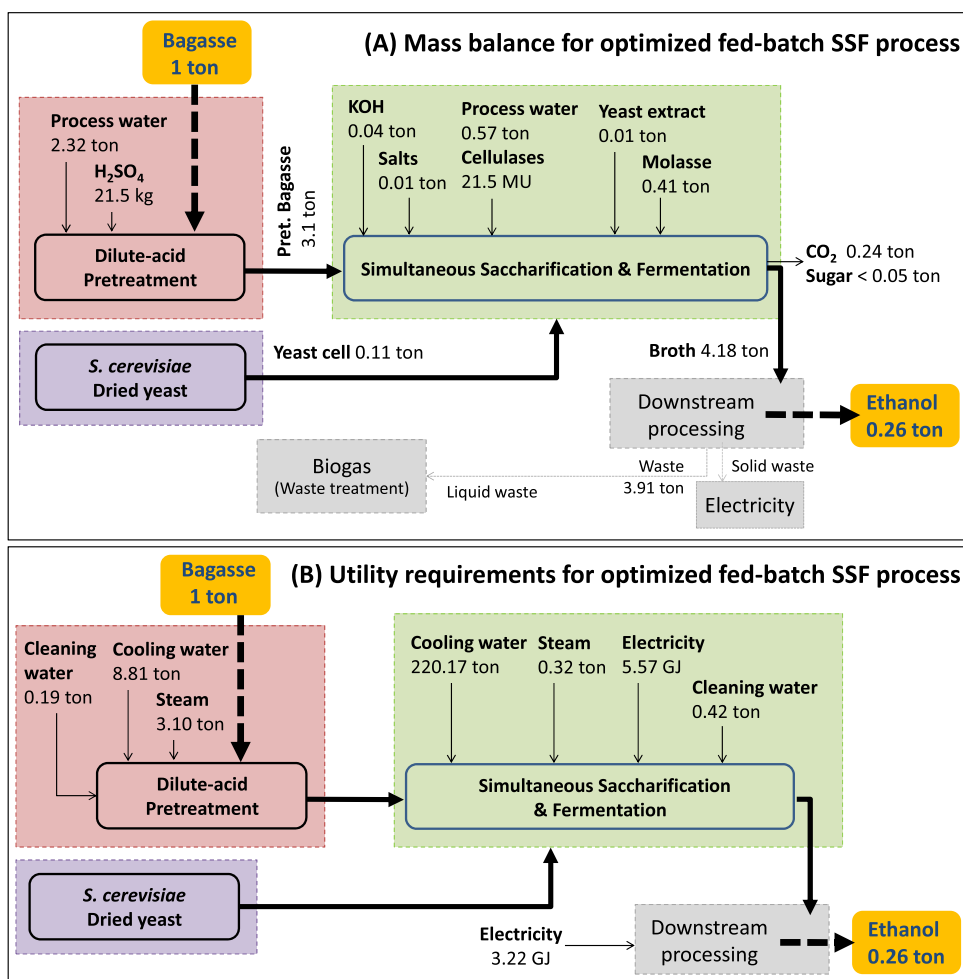 (A) Mass balance for optimized fed-batch SSF process
Bagasse
1 ton
Process water
2.32 ton
H₂SO₄
21.5 kg
Dilute-acid
Pretreatment
Pret. Bagasse
3.1 ton
KOH
0.04 ton
Salts
0.01 ton
Process water
0.57 ton
Cellulases
21.5 MU
Yeast extract
0.01 ton
Molasse
0.41 ton
Simultaneous Saccharification & Fermentation
CO₂ 0.24 ton
Sugar < 0.05 ton
S. cerevisiae
Dried yeast
Yeast cell 0.11 ton
Broth 4.18 ton
Downstream
processing
Ethanol
0.26 ton
Biogas
(Waste treatment)
Liquid waste
Waste
3.91 ton
Solid waste
Electricity
(B) Utility requirements for optimized fed-batch SSF process
Bagasse
1 ton
Cleaning
water
0.19 ton
Cooling water
8.81 ton
Steam
3.10 ton
Dilute-acid
Pretreatment
Cooling water
220.17 ton
Steam
0.32 ton
Electricity
5.57 GJ
Cleaning water
0.42 ton
Simultaneous Saccharification
& Fermentation
S. cerevisiae
Dried yeast
Electricity
3.22 GJ
Downstream
processing
Ethanol
0.26 ton